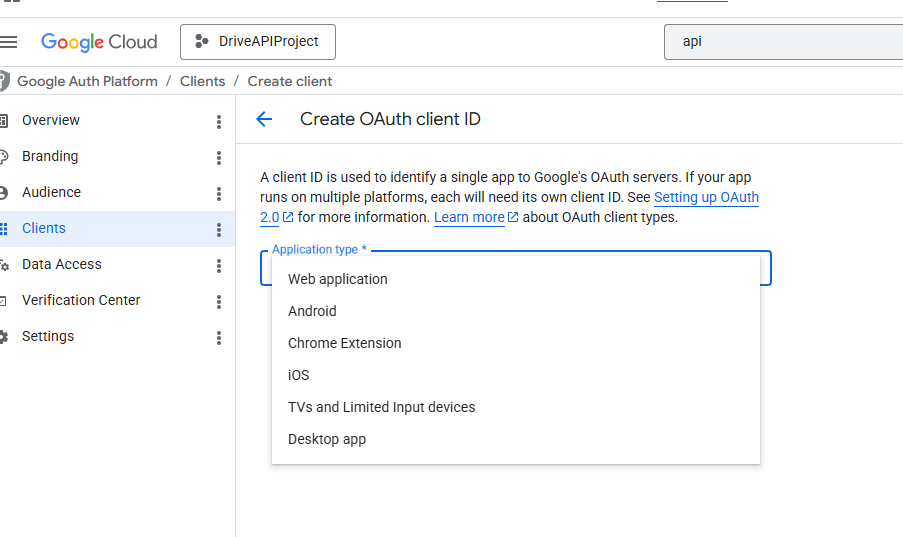 Google Cloud
DriveAPIProject
api
Google Auth Platform / Clients / Create client
Overview
Branding
Audience
Clients
Data Access
Verification Center
Settings
Create OAuth client ID
A client ID is used to identify a single app to Google's OAuth servers. If your app
runs on multiple platforms, each will need its own client ID. See Setting up OAuth
2.0 for more information. Learn more about OAuth client types.
Application type *
Web application
Android
Chrome Extension
iOS
TVs and Limited Input devices
Desktop app